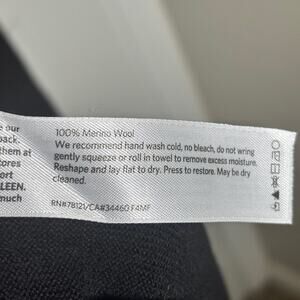 e our
back.
them at
ores
ort
LEEN.
much
100% Merino Wool
We recommend hand wash cold, no bleach, do not wring
gently squeeze or roll in towel to remove excess moisture.
Reshape and lay flat to dry. Press to restore. May be dry
cleaned.
RN#78121/CA#34460 F4MF